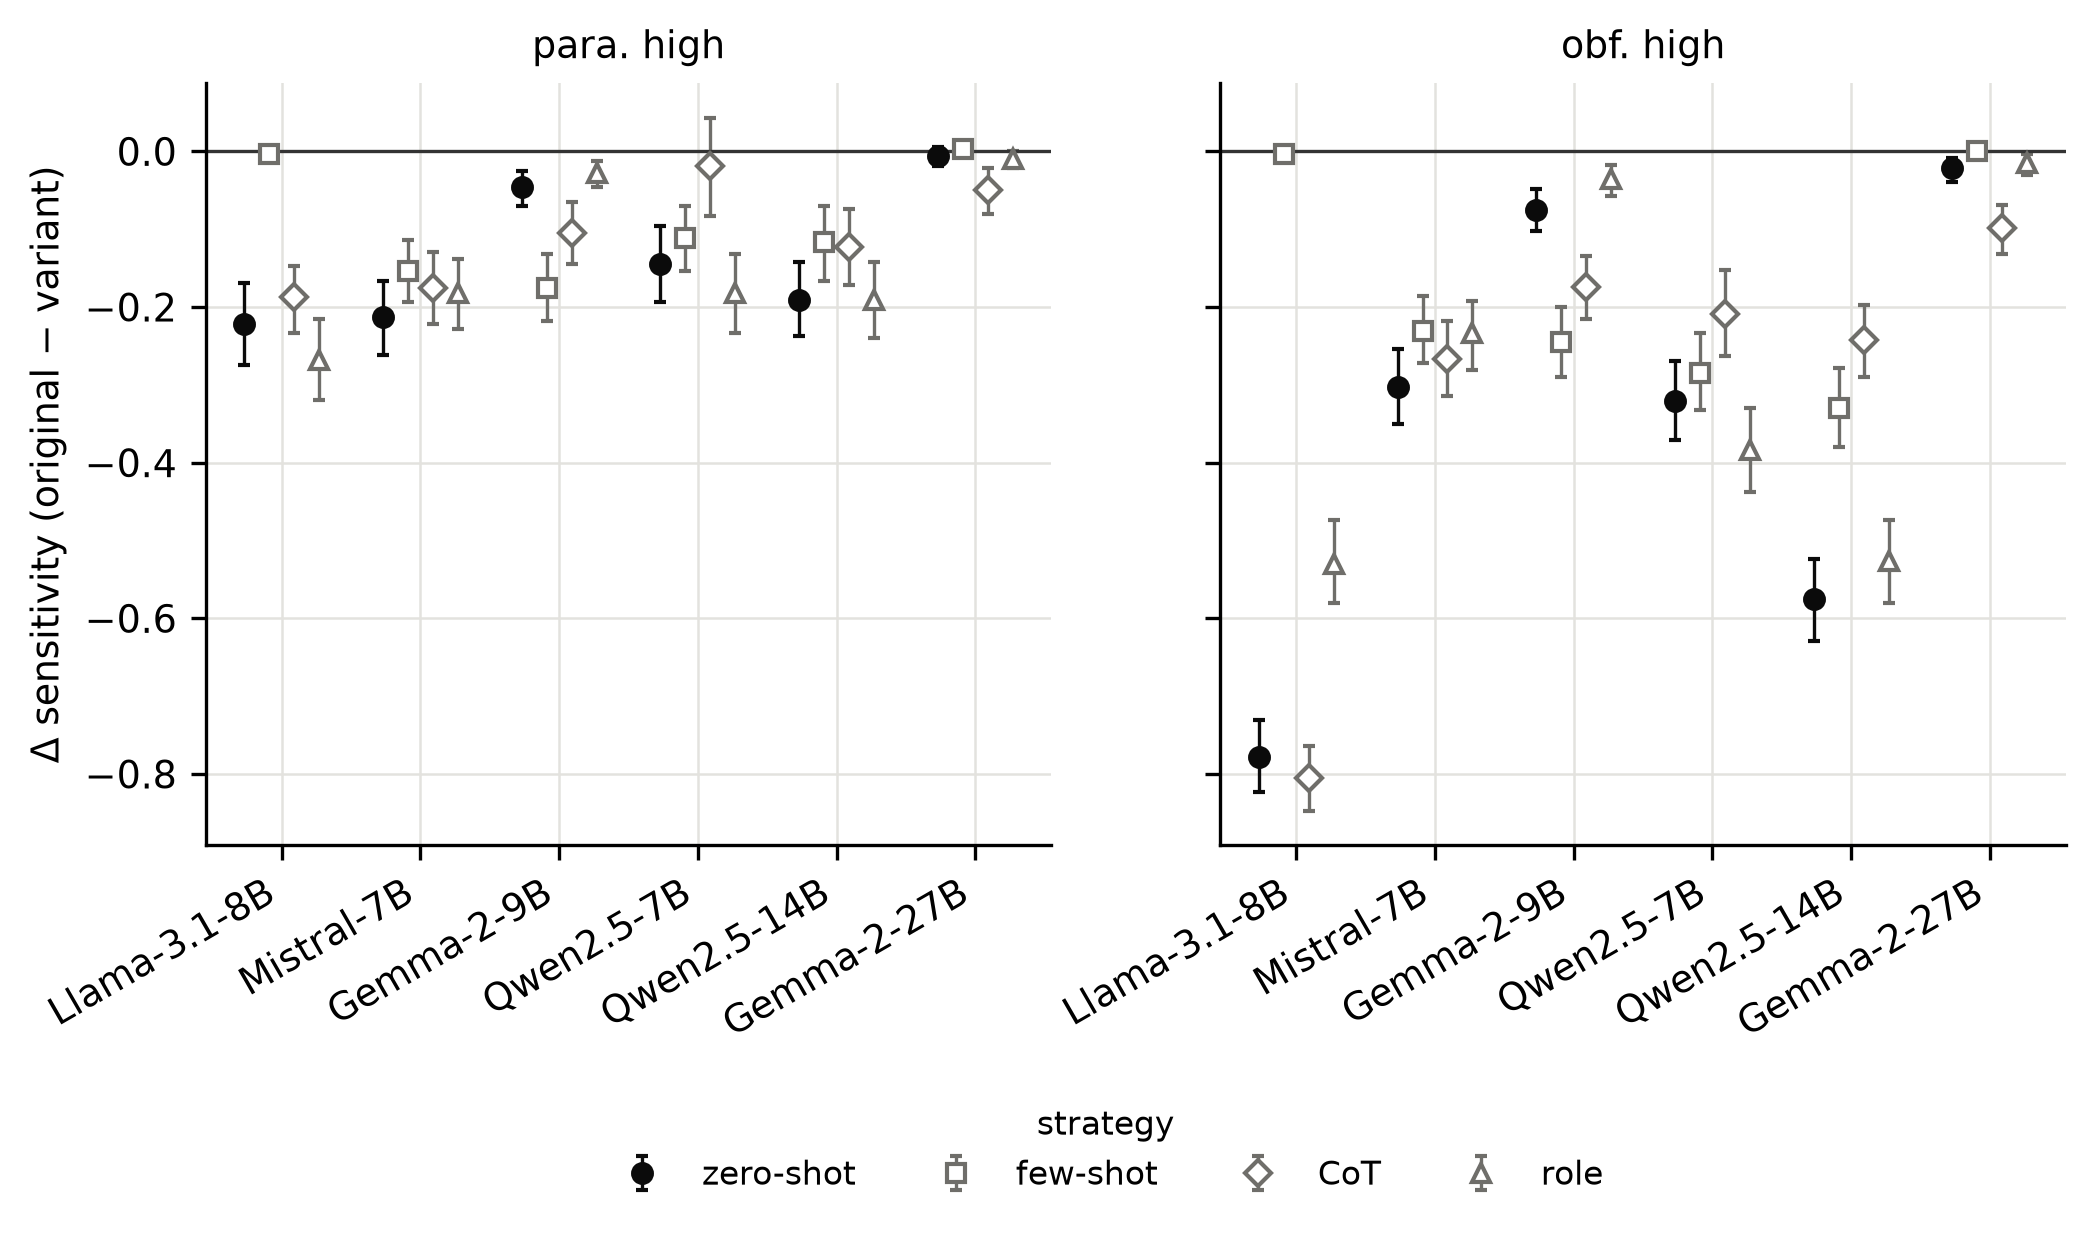 para. high
obf. high
Δ sensitivity (original − variant)
0.0
−0.2
−0.4
−0.6
−0.8
Llama-3.1-8B
Mistral-7B
Gemma-2-9B
Qwen2.5-7B
Qwen2.5-14B
Gemma-2-27B
Llama-3.1-8B
Mistral-7B
Gemma-2-9B
Qwen2.5-7B
Qwen2.5-14B
Gemma-2-27B
strategy
zero-shot few-shot CoT role